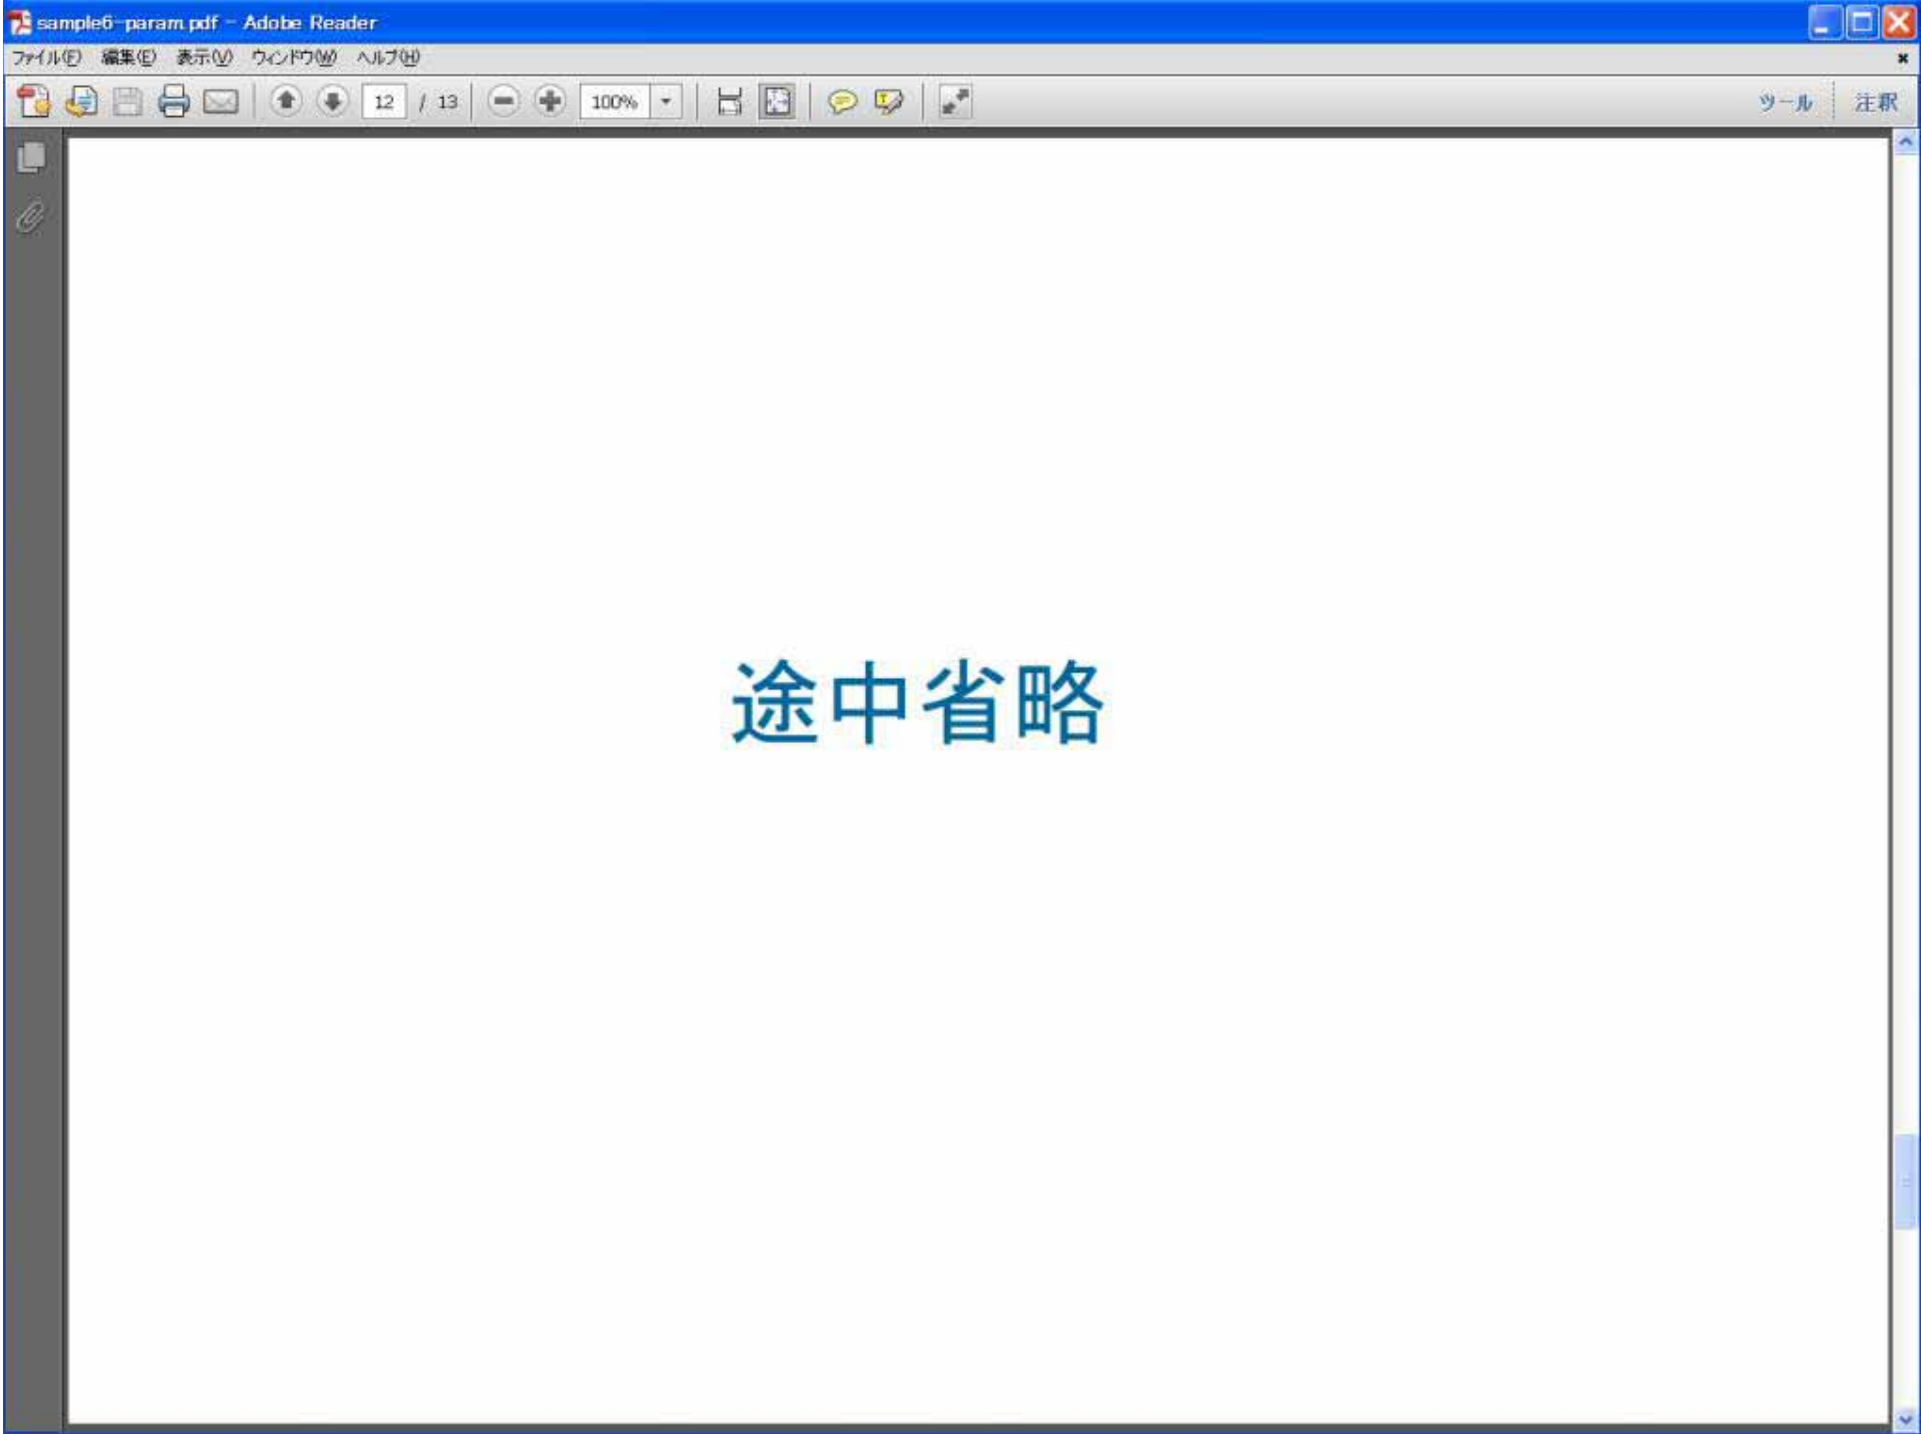 sample6-param.pdf - Adobe Reader
ファイル(F) 編集(E) 表示(V) ウィンドウ(W) ヘルプ(H)
12 / 13 100% ツール 注釈
途中省略